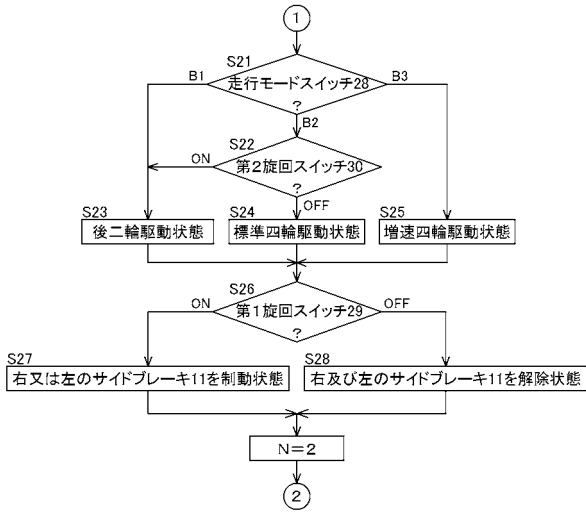 1
S21
B1
走行モードスイッチ28
B3
?
B2
S22
ON
第2旋回スイッチ30
?
OFF
S23
S24
S25
後二輪駆動状態
標準四輪駆動状態
増速四輪駆動状態
S26
ON
第1旋回スイッチ29
OFF
?
S27
S28
右又は左のサイドブレーキ11を制動状態
右及び左のサイドブレーキ11を解除状態
N=2
2